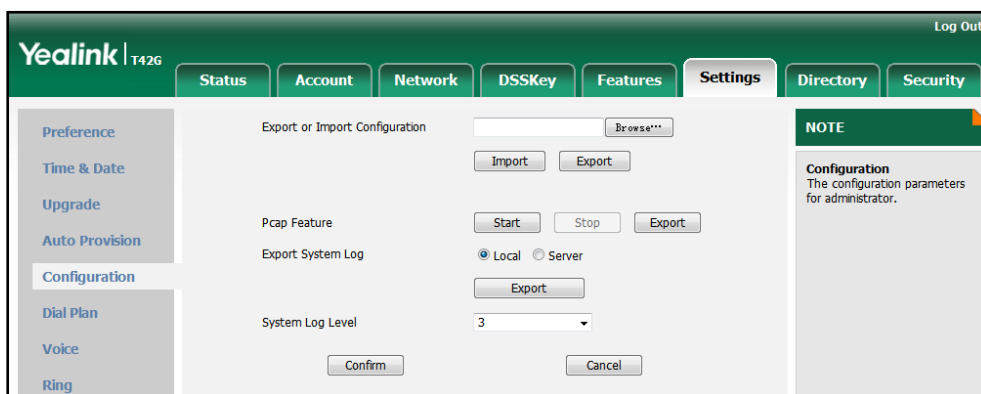 Log Out
Yealink | T42G
Status Account Network DSSKey Features Settings Directory Security
Preference
Time & Date
Upgrade
Auto Provision
Configuration
Dial Plan
Voice
Ring
Export or Import Configuration Browse...
Import Export
Pcap Feature Start Stop Export
Export System Log Local Server
Export
System Log Level 3
Confirm Cancel
NOTE
Configuration
The configuration parameters
for administrator.